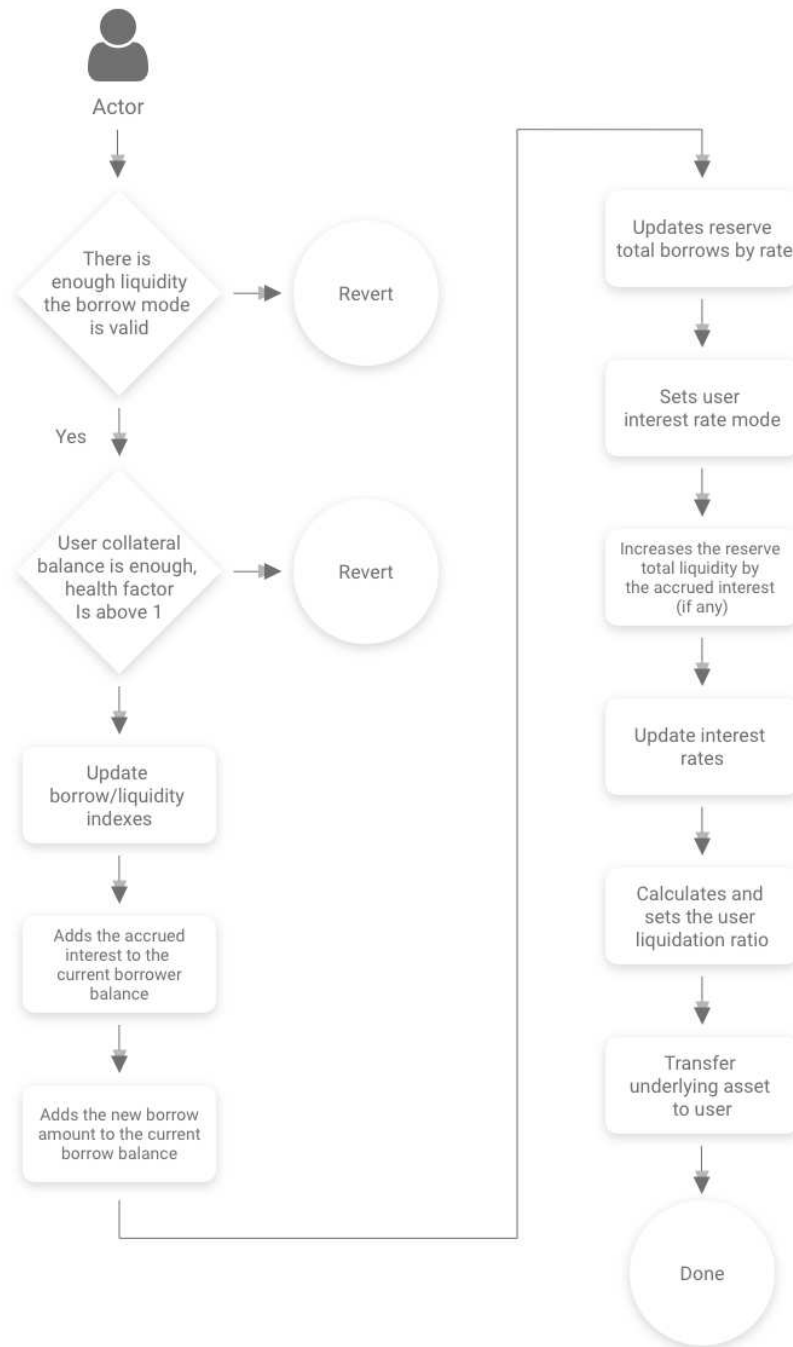 Actor
There is
enough liquidity
the borrow mode
is valid
Revert
Yes
User collateral
balance is enough,
health factor
Is above 1
Revert
Update
borrow/liquidity
indexes
Adds the accrued
interest to the
current borrower
balance
Adds the new borrow
amount to the current
borrow balance
Updates reserve
total borrows by rate
Sets user
interest rate mode
Increases the reserve
total liquidity by
the accrued interest
(if any)
Update interest
rates
Calculates and
sets the user
liquidation ratio
Transfer
underlying asset
to user
Done